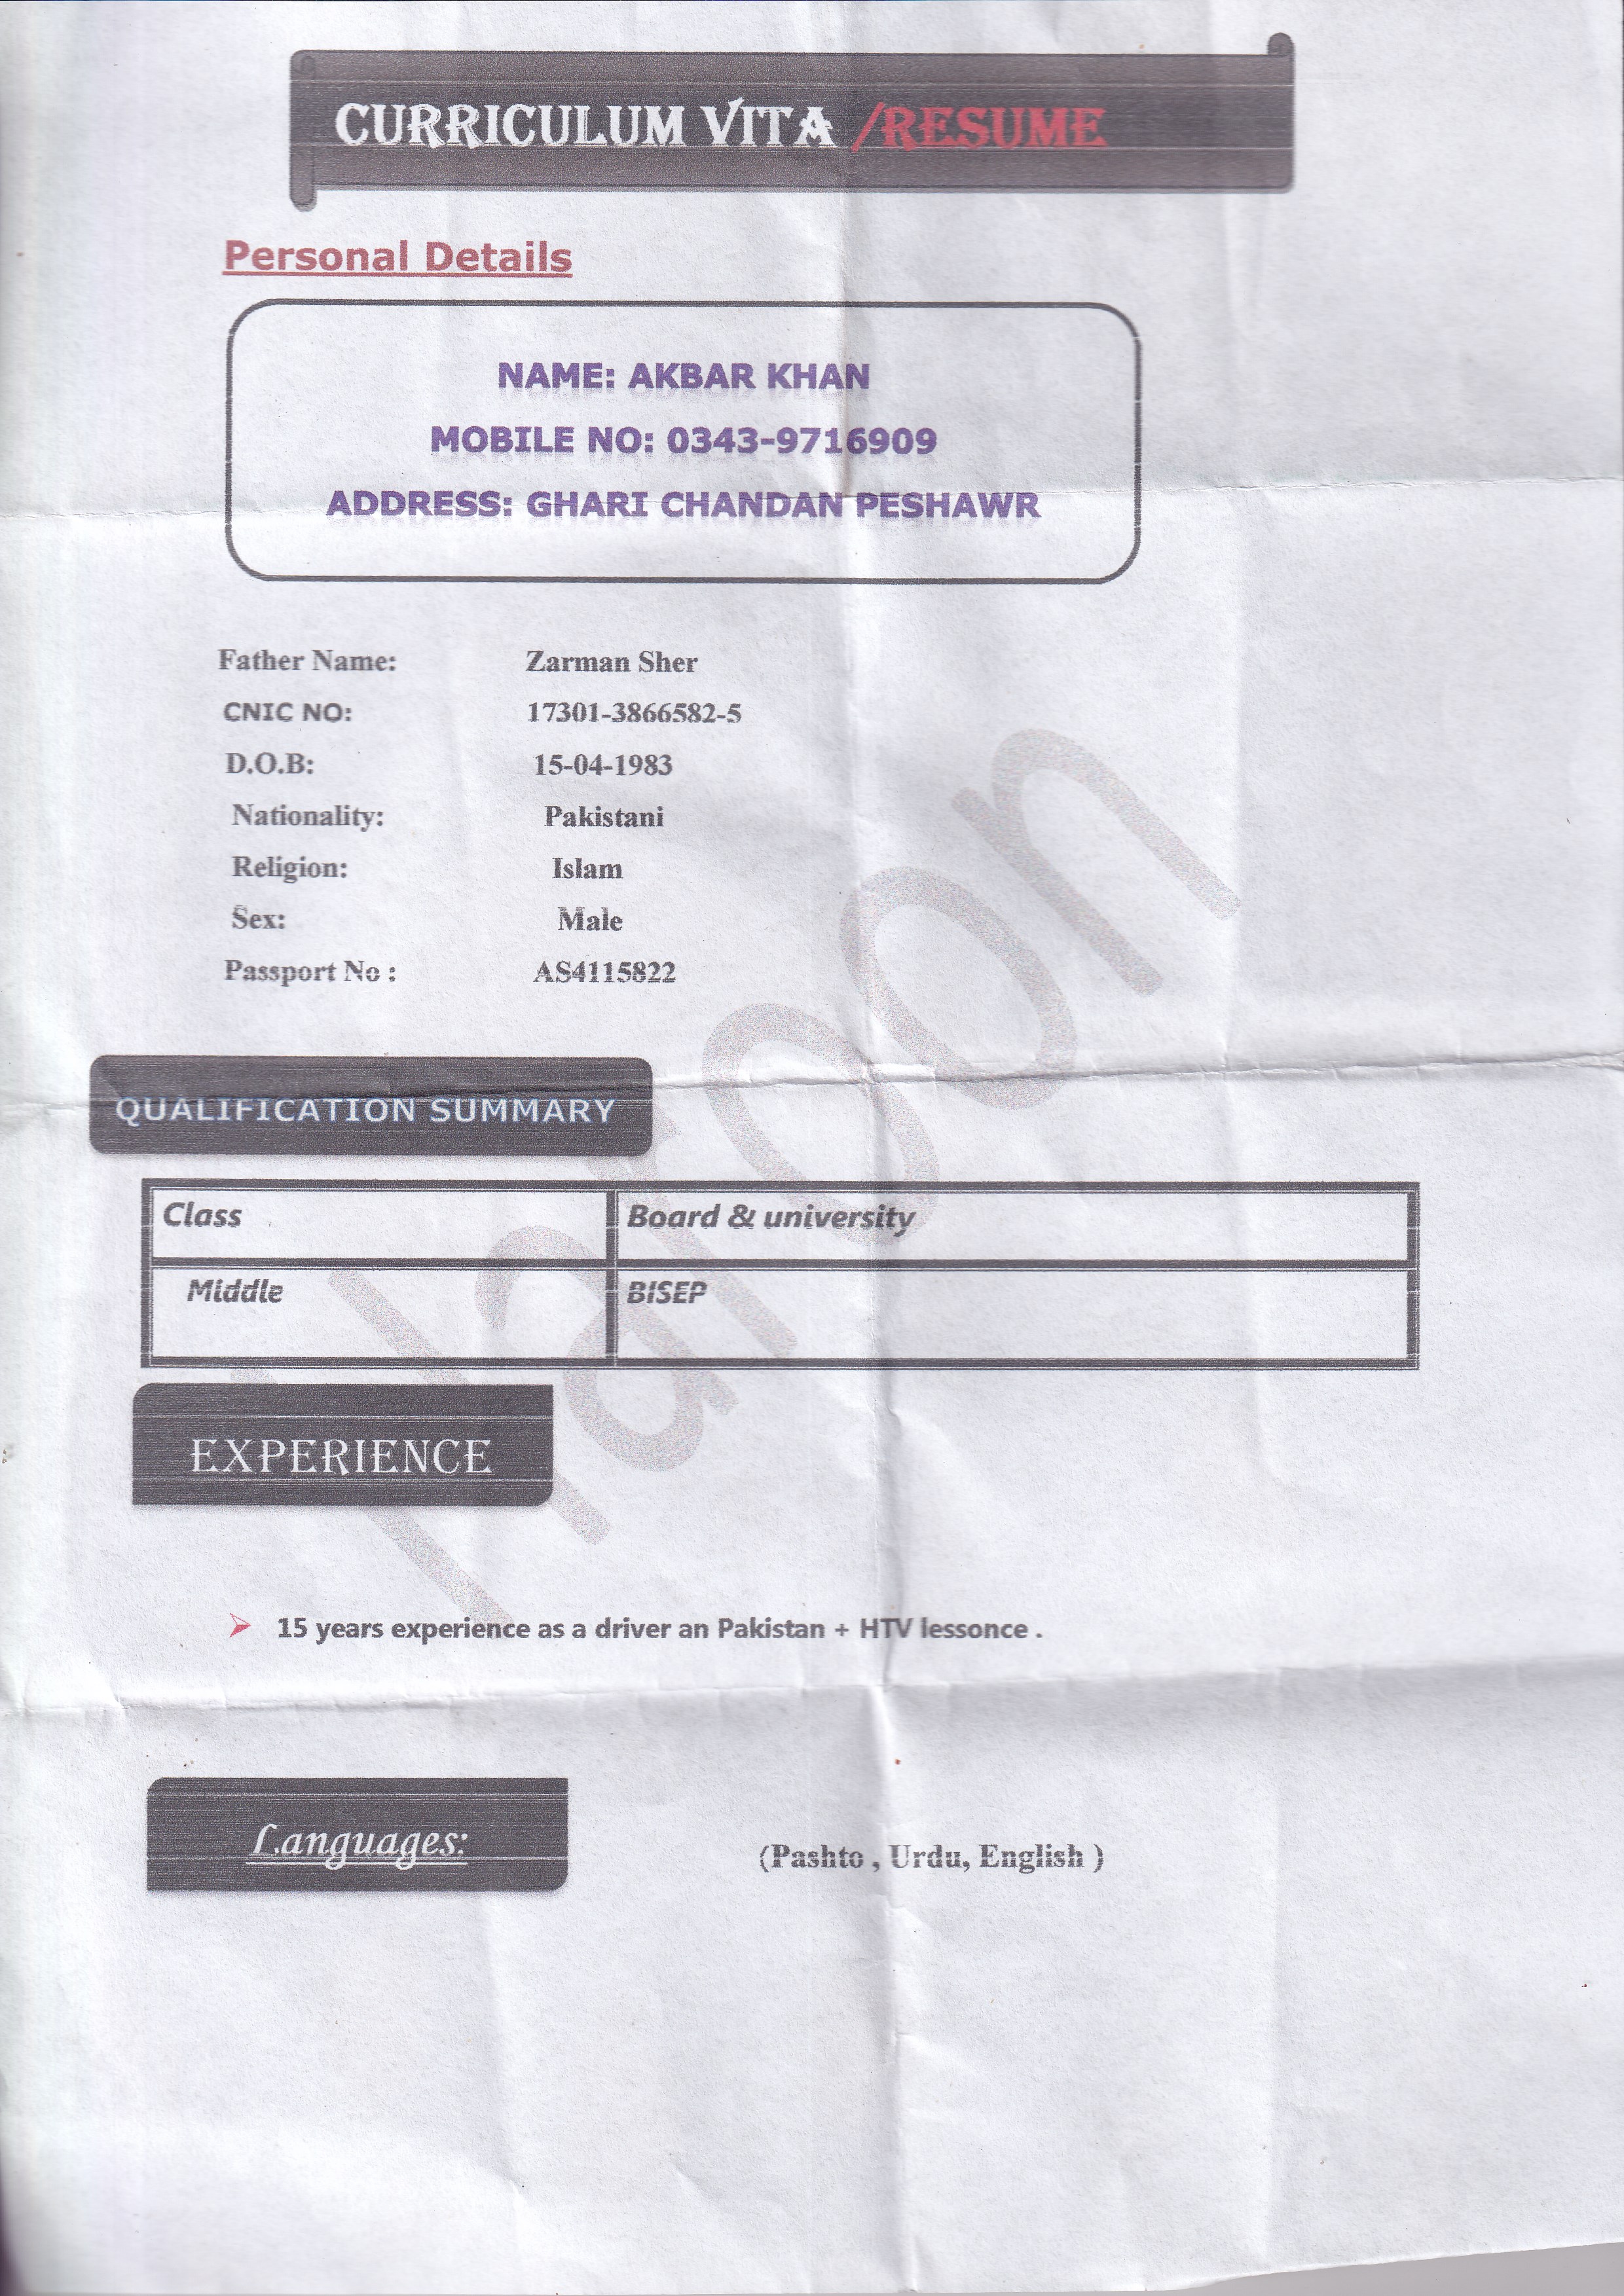 CURRICULUM VITA /RESUME
Personal Details
NAME: AKBAR KHAN
MOBILE NO: 0343-9716909
ADDRESS: GHARI CHANDAN PESHAWR
Father Name: Zarman Sher
CNIC NO: 17301-3866582-5
D.O.B: 15-04-1983
Nationality: Pakistani
Religion: Islam
Sex: Male
Passport No : AS4115822
QUALIFICATION SUMMARY
Class Board & university
Middle BISEP
EXPERIENCE
15 years experience as a driver an Pakistan + HTV lessonce .
Languages: (Pashto , Urdu, English )
Haroon